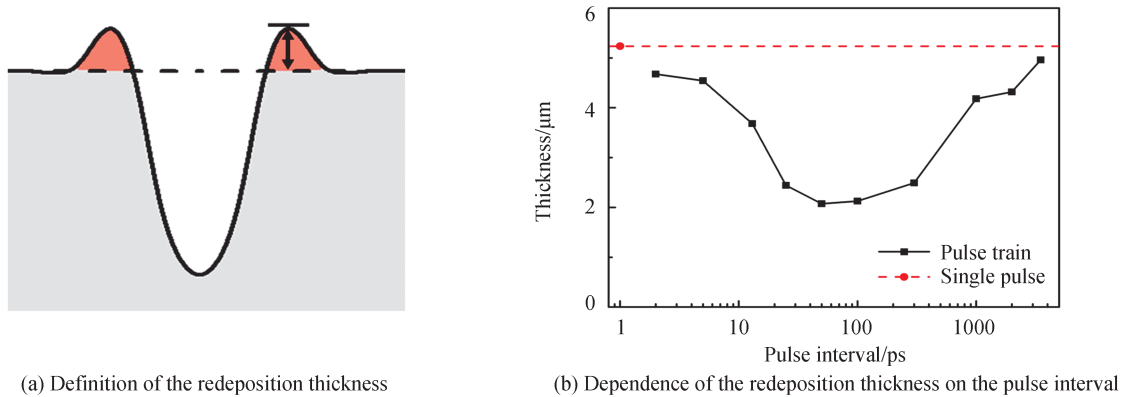 6
4
2
0
Thickness/μm
Pulse train
Single pulse
1 10 100 1000
Pulse interval/ps
(a) Definition of the redeposition thickness
(b) Dependence of the redeposition thickness on the pulse interval